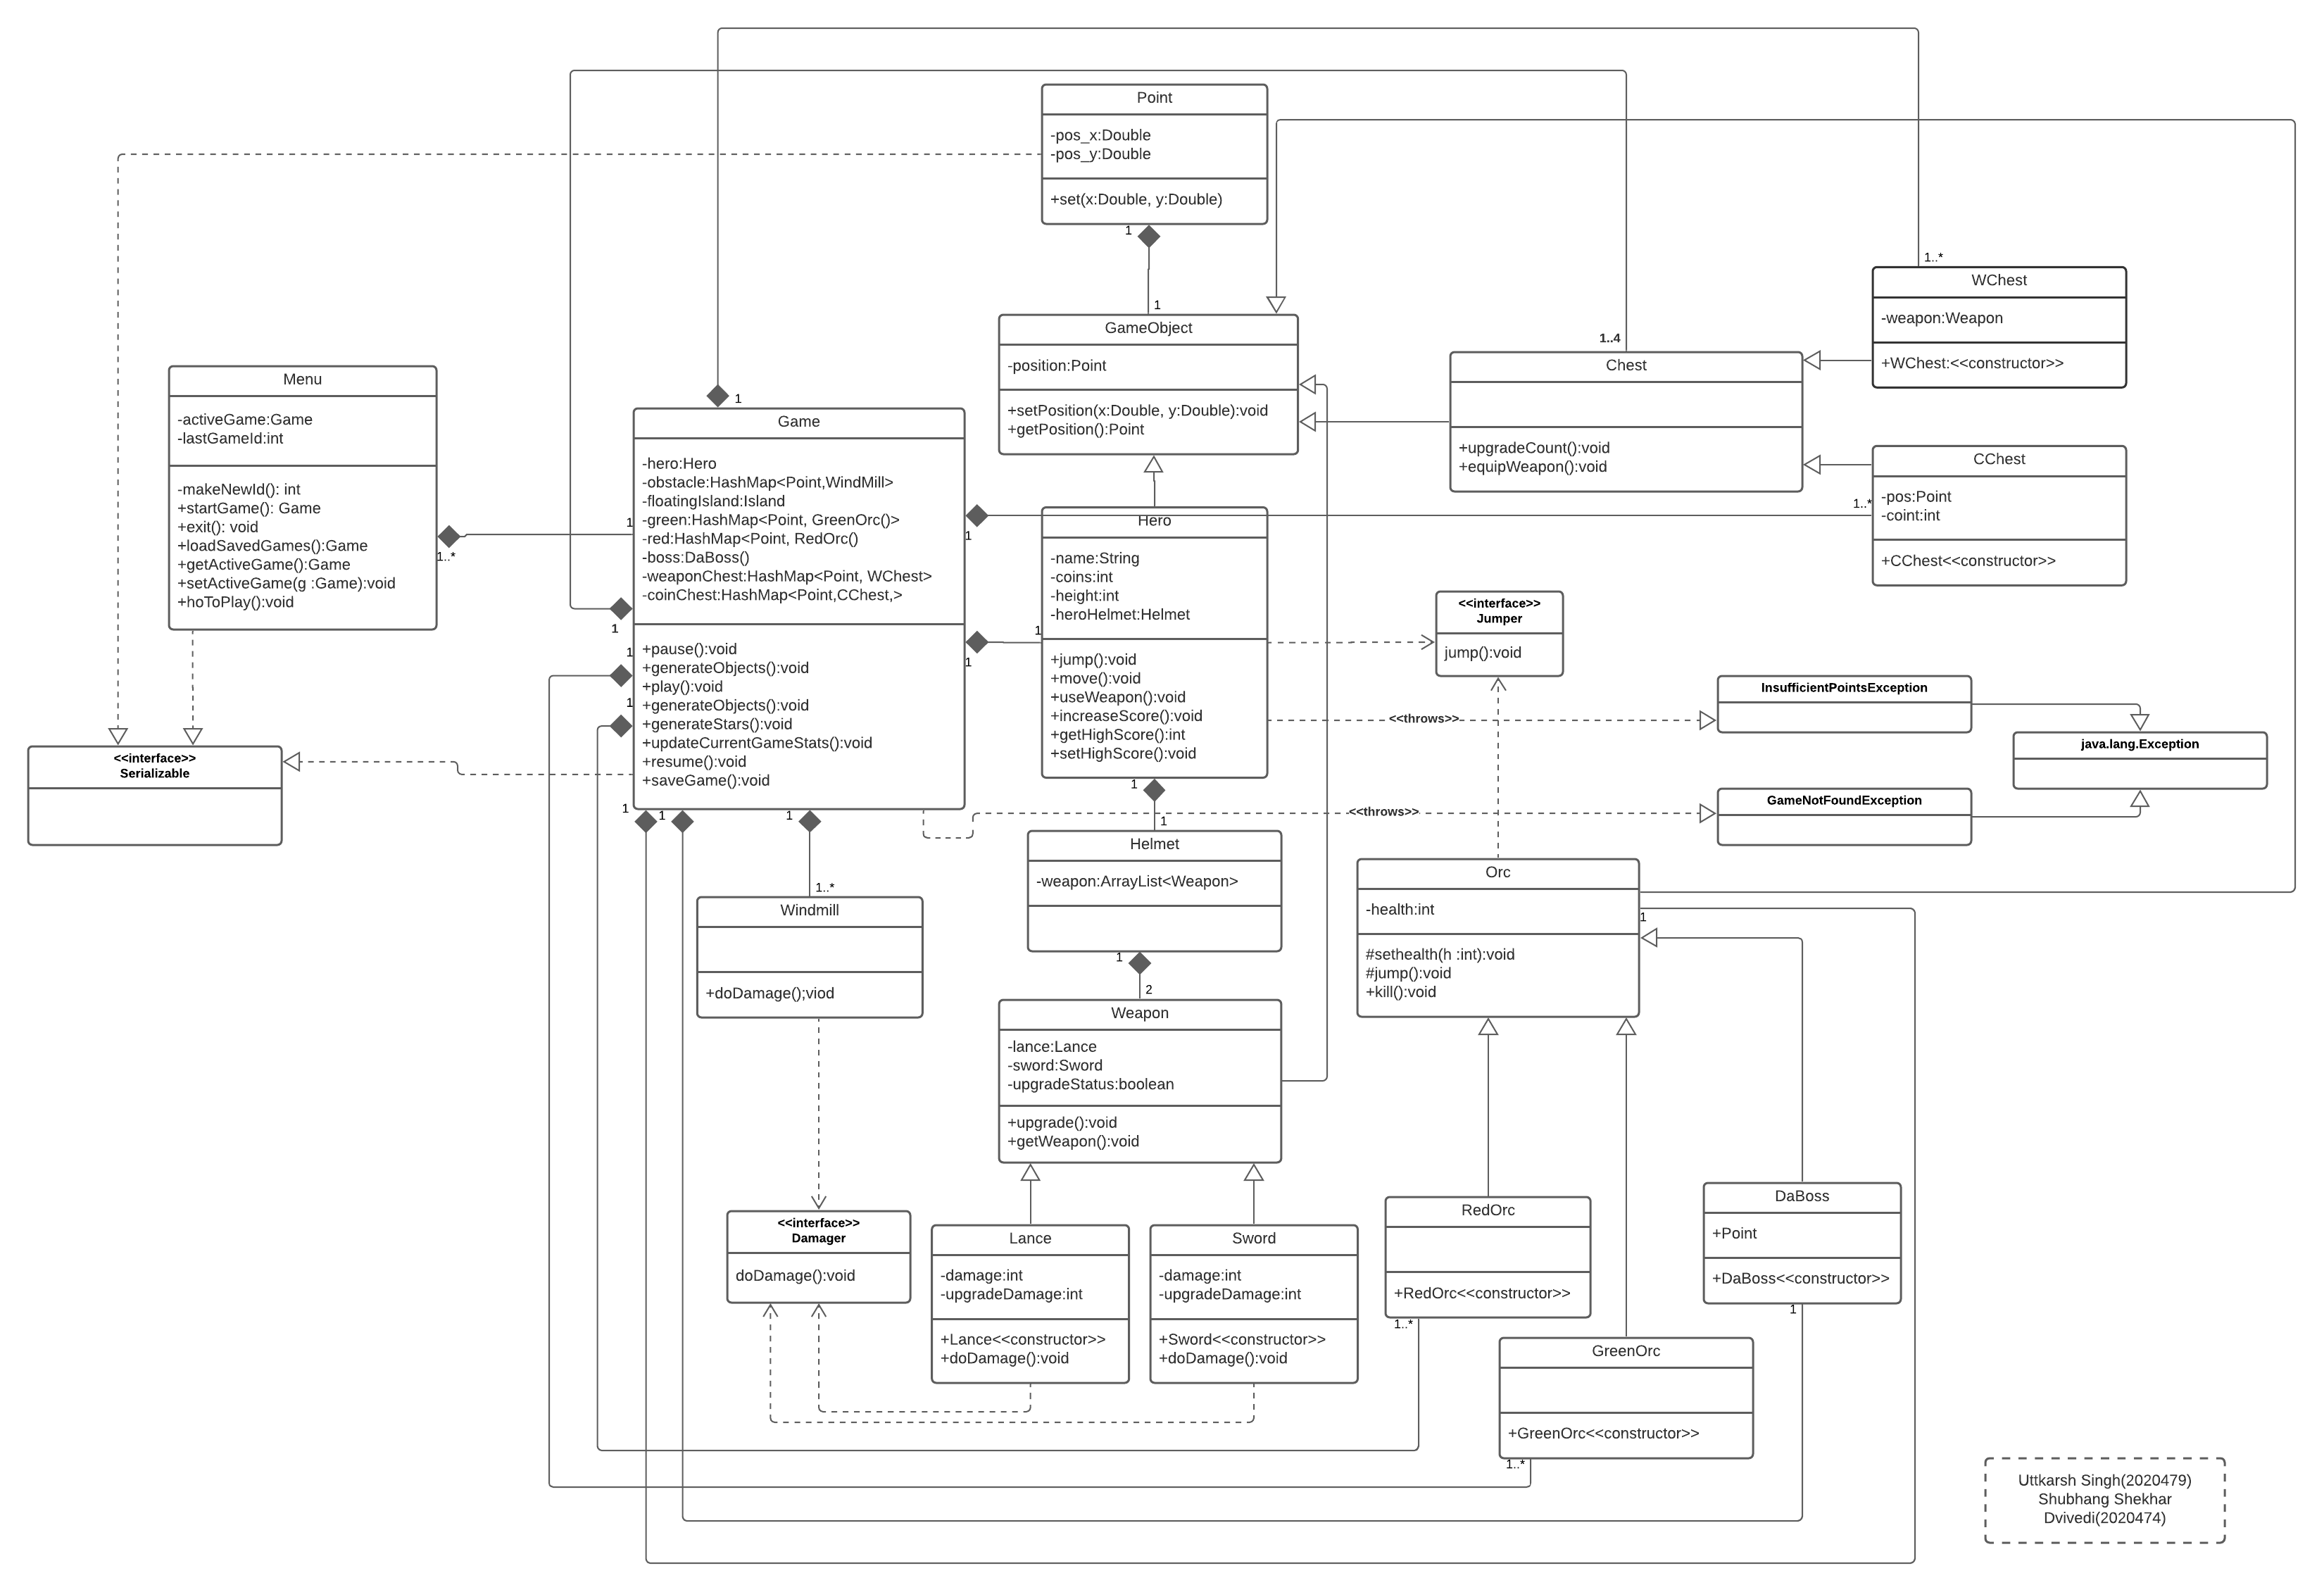 Point
-pos_x:Double
-pos_y:Double
+set(x:Double, y:Double)
1
1
GameObject
-position:Point
+setPosition(x:Double, y:Double):void
+getPosition():Point
1..*
WChest
-weapon:Weapon
+WChest:<<constructor>>
1..4
Chest
+upgradeCount():void
+equipWeapon():void
CChest
-pos:Point
-coint:int
+CChest<<constructor>>
1..*
Menu
-activeGame:Game
-lastGameId:int
-makeNewId(): int
+startGame(): Game
+exit(): void
+loadSavedGames():Game
+getActiveGame():Game
+setActiveGame(g :Game):void
+hoToPlay():void
1..*
1
1
Game
-hero:Hero
-obstacle:HashMap<Point,WindMill>
-floatingIsland:Island
-green:HashMap<Point, GreenOrc()>
-red:HashMap<Point, RedOrc()
-boss:DaBoss()
-weaponChest:HashMap<Point, WChest>
-coinChest:HashMap<Point,CChest,>
+pause():void
+generateObjects():void
+play():void
+generateObjects():void
+generateStars():void
+updateCurrentGameStats():void
+resume():void
+saveGame():void
1
1
1
1
1
1
1
1
1
Hero
-name:String
-coins:int
-height:int
-heroHelmet:Helmet
+jump():void
+move():void
+useWeapon():void
+increaseScore():void
+getHighScore():int
+setHighScore():void
<<interface>>
Jumper
jump():void
<<throws>>
InsufficientPointsException
java.lang.Exception
<<throws>>
GameNotFoundException
<<interface>>
Serializable
1
1
Helmet
-weapon:ArrayList<Weapon>
1
2
1..*
Windmill
+doDamage();viod
Orc
-health:int
#sethealth(h :int):void
#jump():void
+kill():void
1
Weapon
-lance:Lance
-sword:Sword
-upgradeStatus:boolean
+upgrade():void
+getWeapon():void
<<interface>>
Damager
doDamage():void
Lance
-damage:int
-upgradeDamage:int
+Lance<<constructor>>
+doDamage():void
Sword
-damage:int
-upgradeDamage:int
+Sword<<constructor>>
+doDamage():void
RedOrc
+RedOrc<<constructor>>
1..*
DaBoss
+Point
+DaBoss<<constructor>>
1
GreenOrc
+GreenOrc<<constructor>>
1..*
Uttkarsh Singh(2020479)
Shubhang Shekhar
Dvivedi(2020474)